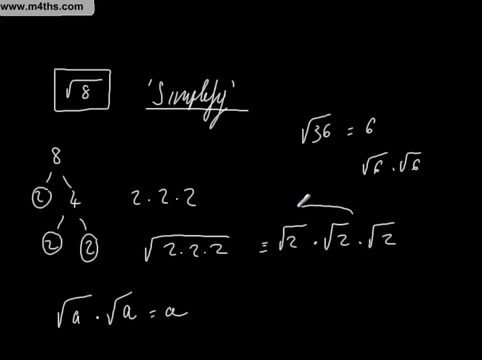 www.m4ths.com
√8 'Simplify'
√36 = 6
√6 . √6
8
2 4 2 . 2 . 2
2 2 √2 . 2 . 2 = √2 . √2 . √2
√a . √a = a